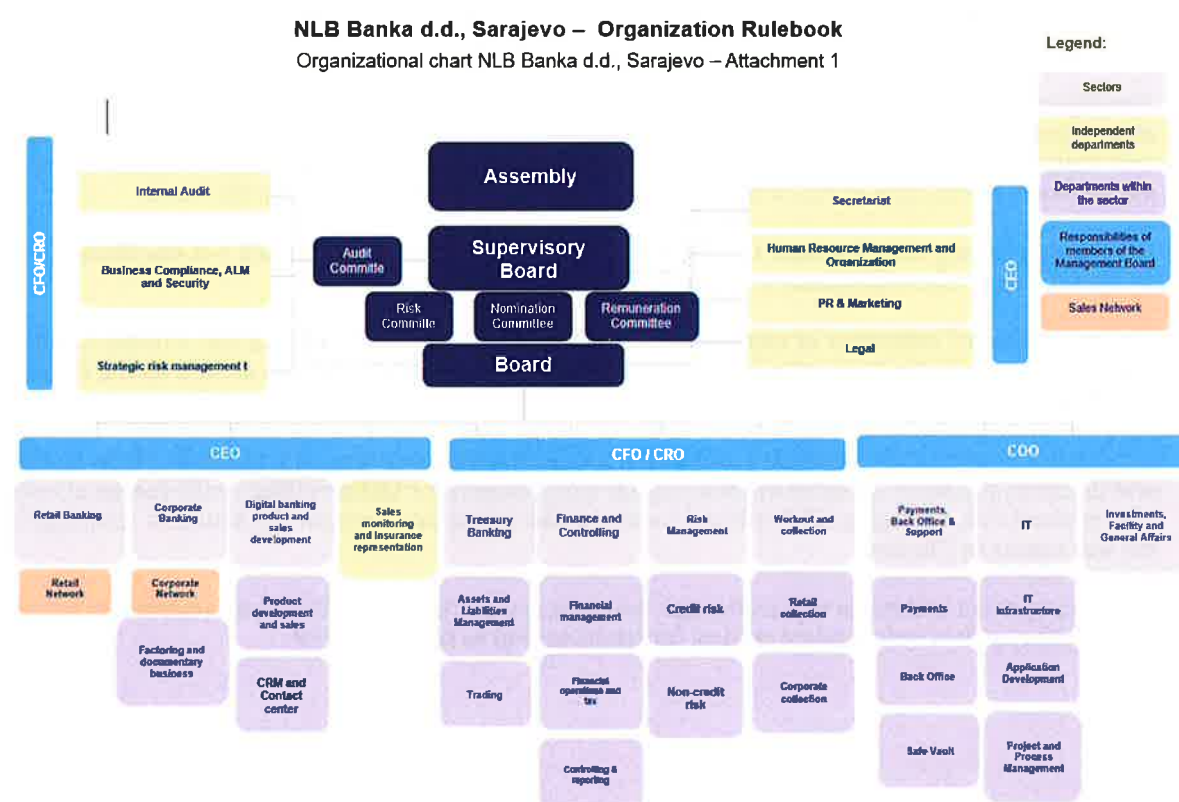 NLB Banka d.d., Sarajevo – Organization Rulebook
Organizational chart NLB Banka d.d., Sarajevo – Attachment 1
Legend:
Sectors
Independent
departments
Departments within
the sector
Responsibilities of
members of the
Management Board
Sales Network
CFO/CRO
Internal Audit
Business Compliance, ALM
and Security
Strategic risk management t
Assembly
Supervisory
Board
Audit
Committe
Risk
Committe
Nomination
Committee
Remuneration
Committee
Board
Secretarist
Human Resource Management and
Organization
PR & Marketing
Legal
CEO
CEO
Retail Banking
Corporate
Banking
Digital banking
product and
sales
development
Sales
monitoring
and insurance
representation
Retail
Network
Corporate
Network
Product
development
and sales
Factoring and
documentary
business
CRM and
Contact
center
CFO / CRO
Treasury
Banking
Finance and
Controlling
Risk
Management
Workout and
collection
Assets and
Liabilities
Management
Financial
management
Credit risk
Retail
collection
Trading
Financial
operations and
tax
Non-credit
risk
Corporate
collection
Controlling &
reporting
COO
Payments,
Back Office &
Support
IT
Investments,
Facility and
General Affairs
Payments
IT
Infrastructure
Back Office
Application
Development
Safe Vault
Project and
Process
Management